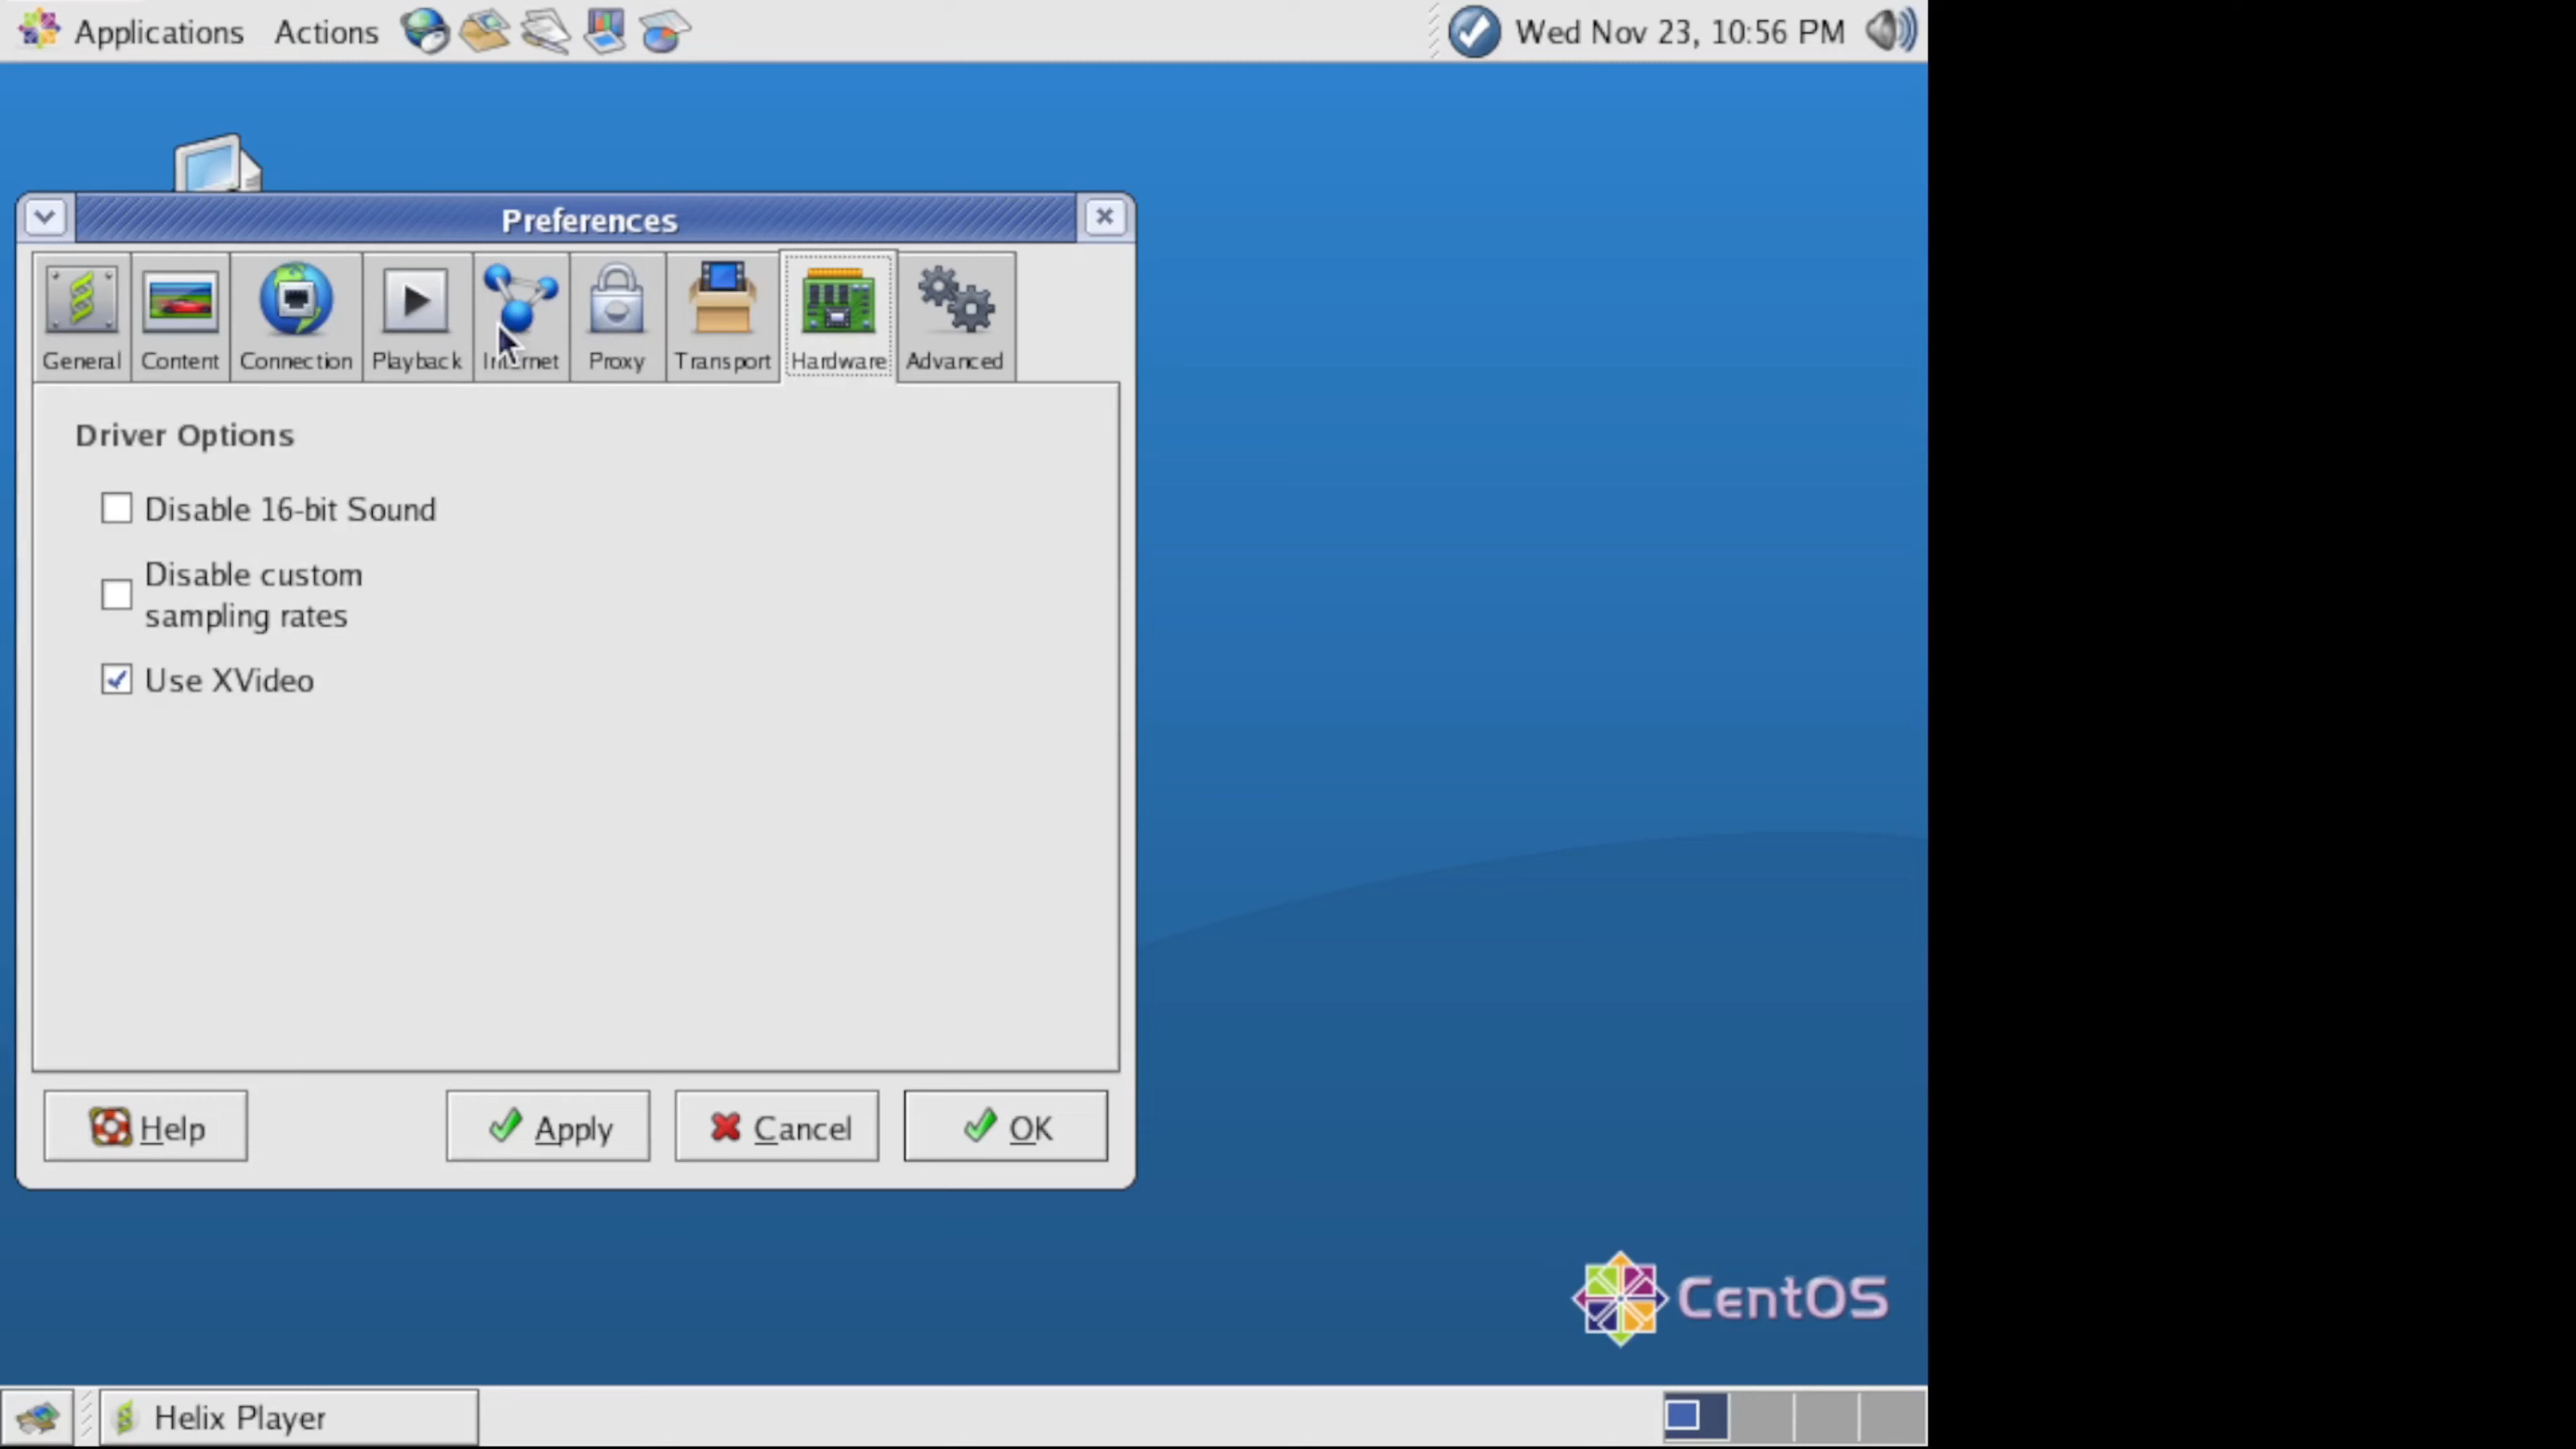 Applications Actions Wed Nov 23, 10:56 PM
Preferences
General Content Connection Playback Internet Proxy Transport Hardware Advanced
Driver Options
Disable 16-bit Sound
Disable custom
sampling rates
Use XVideo
Help Apply Cancel OK
CentOS
Helix Player